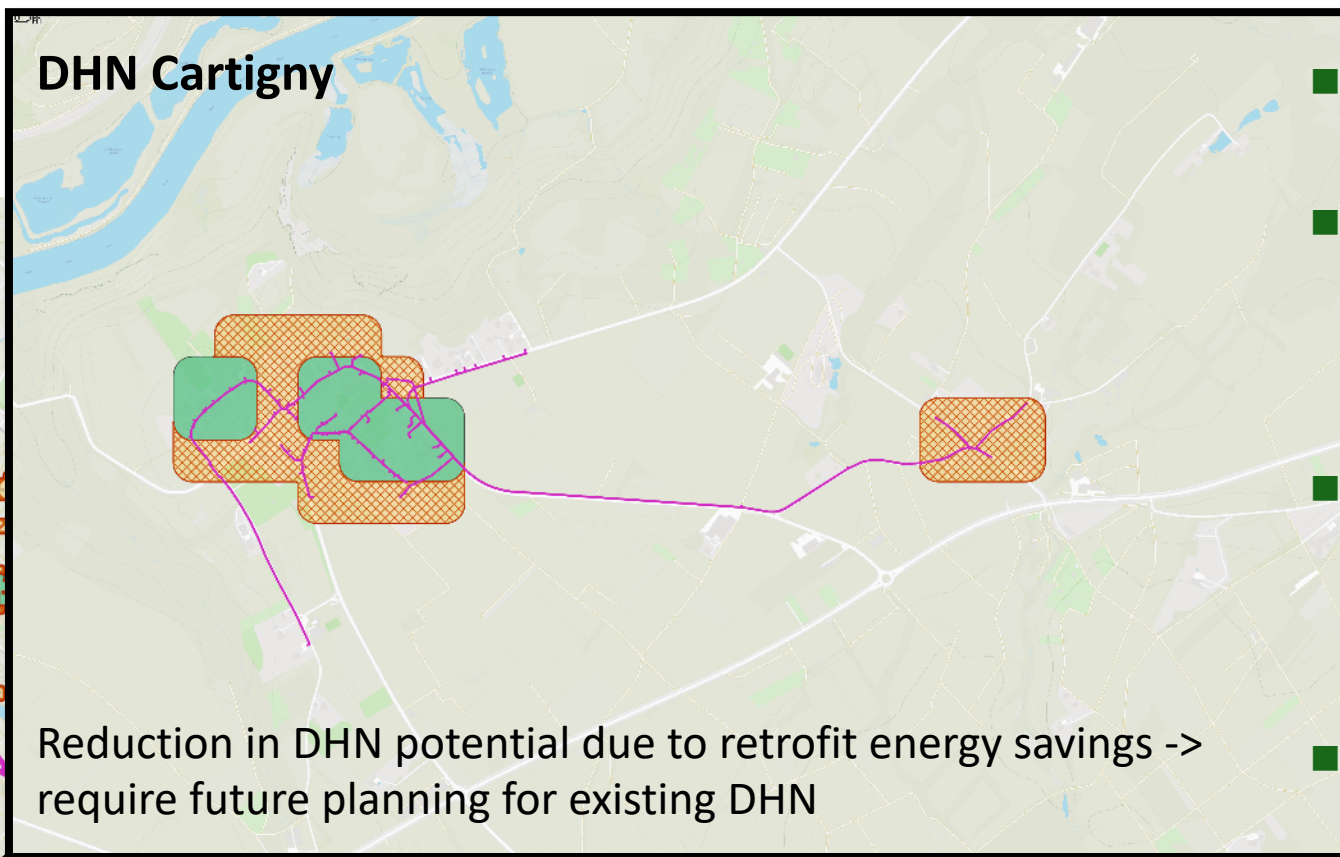 DHN Cartigny
Reduction in DHN potential due to retrofit energy savings ->
require future planning for existing DHN